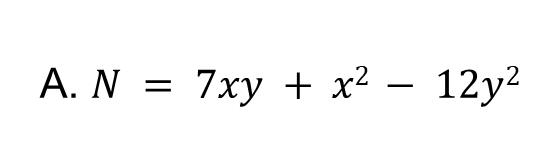 A. N = 7xy + x² − 12y²